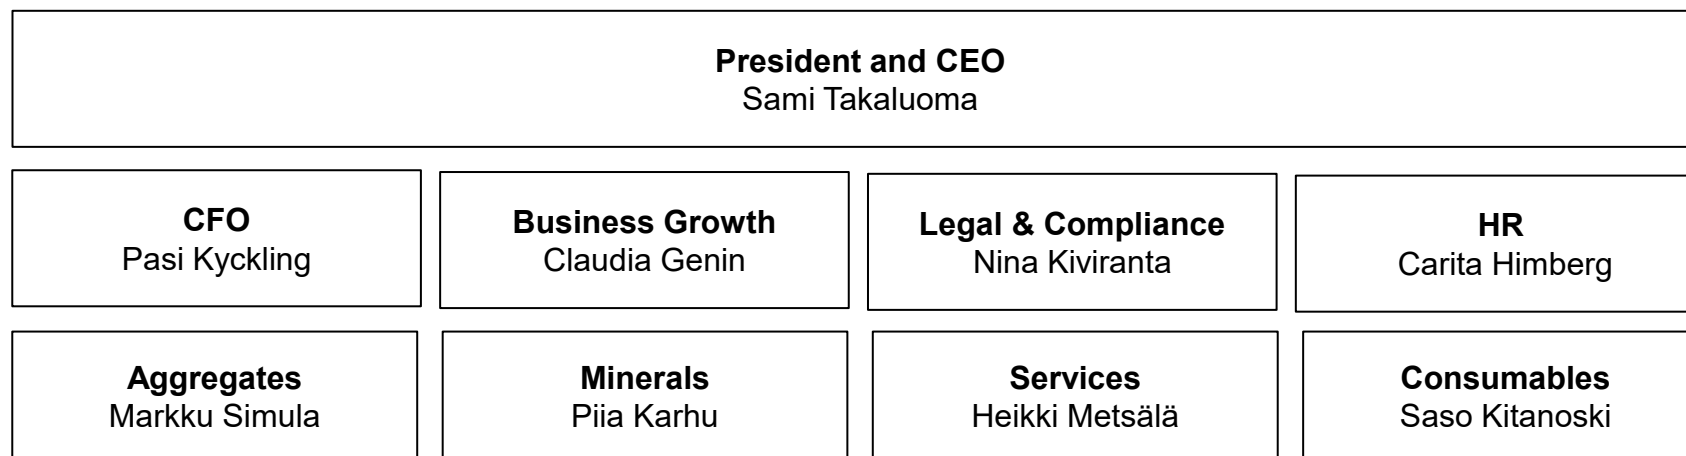 President and CEO
Sami Takaluoma
CFO
Pasi Kyckling
Business Growth
Claudia Genin
Legal & Compliance
Nina Kiviranta
HR
Carita Himberg
Aggregates
Markku Simula
Minerals
Piia Karhu
Services
Heikki Metsälä
Consumables
Saso Kitanoski